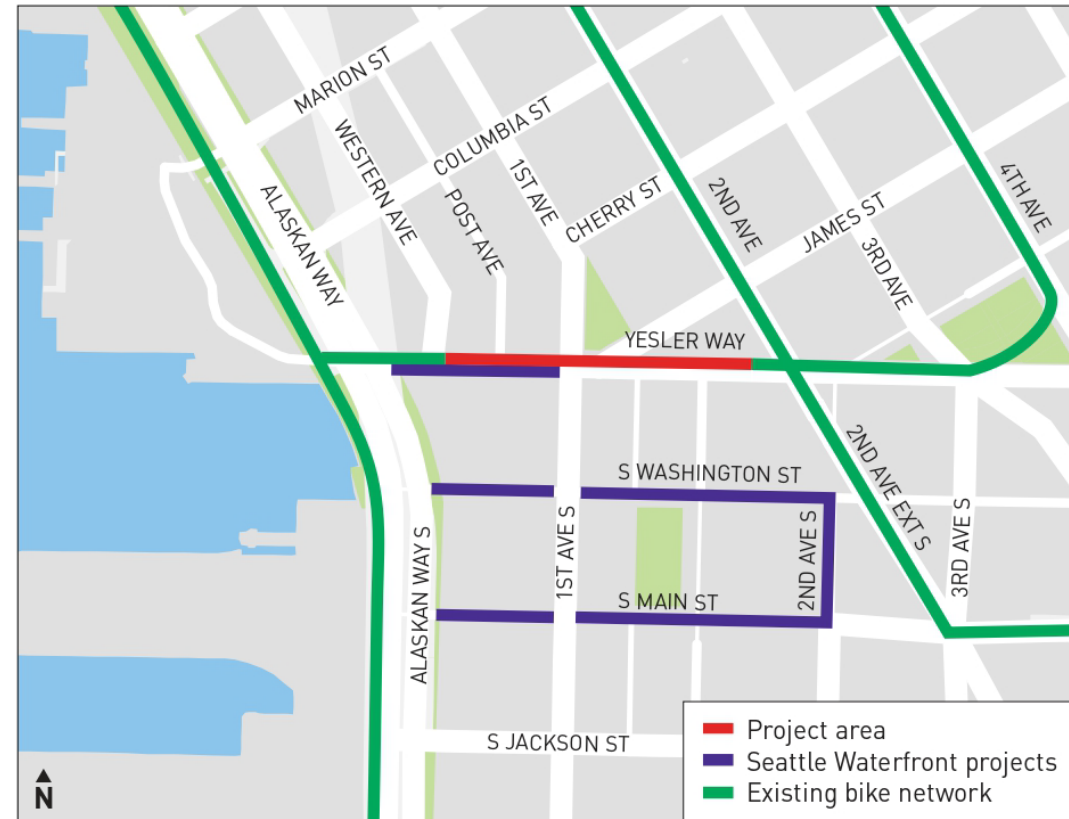 MARION ST
WESTERN AVE
COLUMBIA ST
POST AVE
1ST AVE
CHERRY ST
2ND AVE
JAMES ST
3RD AVE
4TH AVE
ALASKAN WAY
YESLER WAY
S WASHINGTON ST
2ND AVE EXT S
ALASKAN WAY S
1ST AVE S
S MAIN ST
2ND AVE S
3RD AVE S
S JACKSON ST
N
Project area
Seattle Waterfront projects
Existing bike network